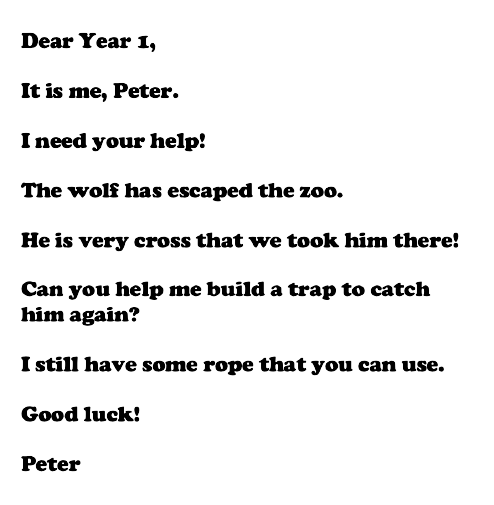 Dear Year 1,
It is me, Peter.
I need your help!
The wolf has escaped the zoo.
He is very cross that we took him there!
Can you help me build a trap to catch
him again?
I still have some rope that you can use.
Good luck!
Peter